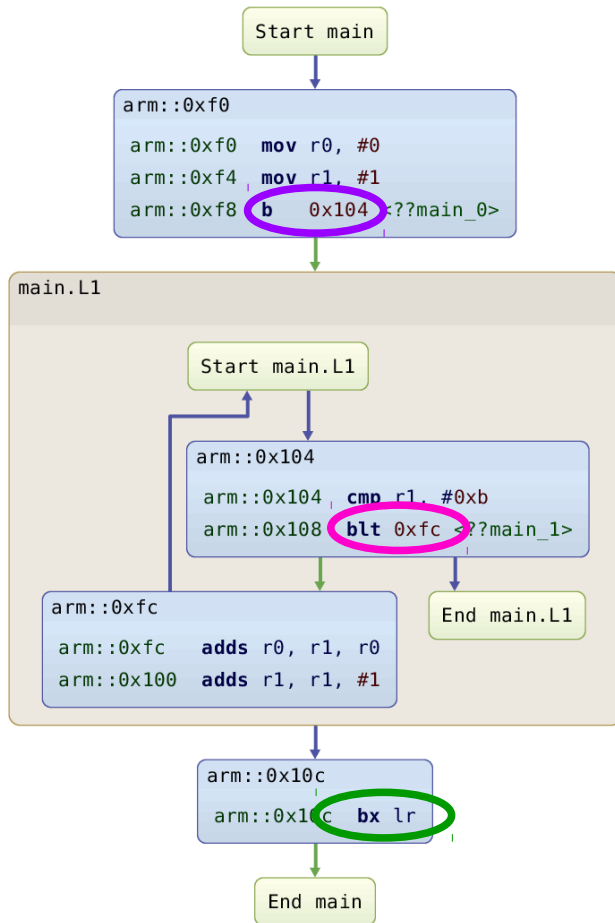 Start main
arm::0xf0
arm::0xf0 mov r0, #0
arm::0xf4 mov r1, #1
arm::0xf8 b 0x104 <??main_0>
main.L1
Start main.L1
arm::0x104
arm::0x104 cmp r1, #0xb
arm::0x108 blt 0xfc <??main_1>
arm::0xfc
End main.L1
arm::0xfc adds r0, r1, r0
arm::0x100 adds r1, r1, #1
arm::0x10c
arm::0x10c bx lr
End main